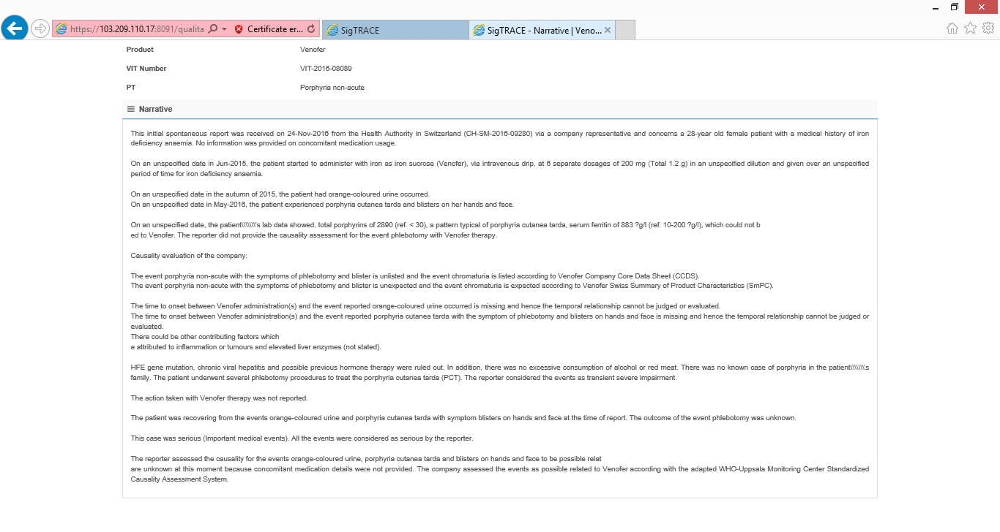 https://103.209.110.17:8091/qualita
Certificate er...
SigTRACE
SigTRACE - Narrative | Veno...
Product Venofer
VIT Number VIT-2016-08089
PT Porphyria non-acute
Narrative
This initial spontaneous report was received on 24-Nov-2016 from the Health Authority in Switzerland (CH-SM-2016-09280) via a company representative and concerns a 28-year old female patient with a medical history of iron
deficiency anaemia. No information was provided on concomitant medication usage.
On an unspecified date in Jun-2015, the patient started to administer with iron as iron sucrose (Venofer), via intravenous drip, at 6 separate dosages of 200 mg (Total 1.2 g) in an unspecified dilution and given over an unspecified
period of time for iron deficiency anaemia.
On an unspecified date in the autumn of 2015, the patient had orange-coloured urine occurred.
On an unspecified date in May-2016, the patient experienced porphyria cutanea tarda and blisters on her hands and face.
On an unspecified date, the patient\\\\\\\'s lab data showed, total porphyrins of 2890 (ref. < 30), a pattern typical of porphyria cutanea tarda, serum ferritin of 883 ?g/l (ref. 10-200 ?g/l), which could not b
ed to Venofer. The reporter did not provide the causality assessment for the event phlebotomy with Venofer therapy.
Causality evaluation of the company:
The event porphyria non-acute with the symptoms of phlebotomy and blister is unlisted and the event chromaturia is listed according to Venofer Company Core Data Sheet (CCDS).
The event porphyria non-acute with the symptoms of phlebotomy and blister is unexpected and the event chromaturia is expected according to Venofer Swiss Summary of Product Characteristics (SmPC).
The time to onset between Venofer administration(s) and the event reported orange-coloured urine occurred is missing and hence the temporal relationship cannot be judged or evaluated.
The time to onset between Venofer administration(s) and the event reported porphyria cutanea tarda with the symptom of phlebotomy and blisters on hands and face is missing and hence the temporal relationship cannot be judged or
evaluated.
There could be other contributing factors which
e attributed to inflammation or tumours and elevated liver enzymes (not stated).
HFE gene mutation, chronic viral hepatitis and possible previous hormone therapy were ruled out. In addition, there was no excessive consumption of alcohol or red meat. There was no known case of porphyria in the patient\\\\\\\'s
family. The patient underwent several phlebotomy procedures to treat the porphyria cutanea tarda (PCT). The reporter considered the events as transient severe impairment.
The action taken with Venofer therapy was not reported.
The patient was recovering from the events orange-coloured urine and porphyria cutanea tarda with symptom blisters on hands and face at the time of report. The outcome of the event phlebotomy was unknown.
This case was serious (Important medical events). All the events were considered as serious by the reporter.
The reporter assessed the causality for the events orange-coloured urine, porphyria cutanea tarda and blisters on hands and face to be possible relat
are unknown at this moment because concomitant medication details were not provided. The company assessed the events as possible related to Venofer according with the adapted WHO-Uppsala Monitoring Center Standardized
Causality Assessment System.